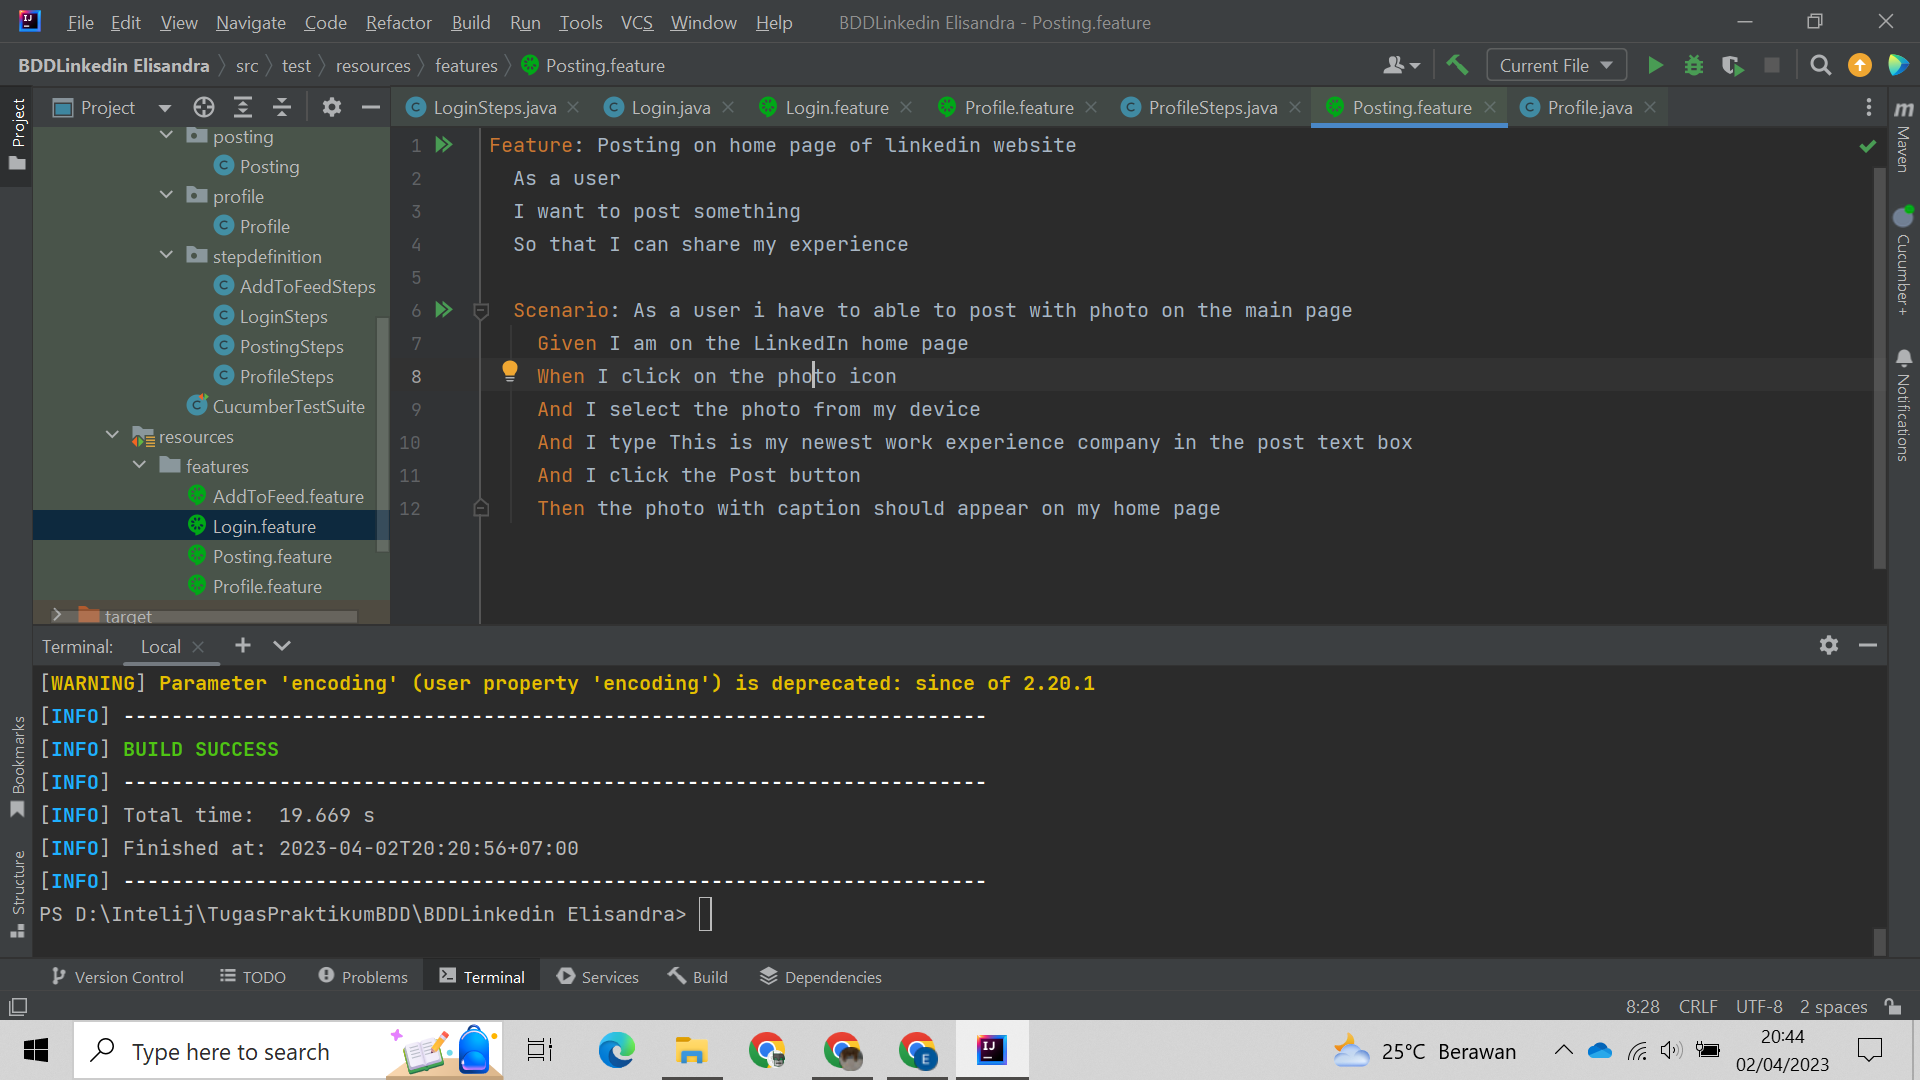 File Edit View Navigate Code Refactor Build Run Tools VCS Window Help BDDLinkedin Elisandra - Posting.feature
BDDLinkedin Elisandra src test resources features Posting.feature Current File
Project LoginSteps.java Login.java Login.feature Profile.feature ProfileSteps.java Posting.feature Profile.java
Project
posting
Posting
profile
Profile
stepdefinition
AddToFeedSteps
LoginSteps
PostingSteps
ProfileSteps
CucumberTestSuite
resources
features
AddToFeed.feature
Login.feature
Posting.feature
Profile.feature
target
1 Feature: Posting on home page of linkedin website
2 As a user
3 I want to post something
4 So that I can share my experience
5
6 Scenario: As a user i have to able to post with photo on the main page
7 Given I am on the LinkedIn home page
8 When I click on the photo icon
9 And I select the photo from my device
10 And I type This is my newest work experience company in the post text box
11 And I click the Post button
12 Then the photo with caption should appear on my home page
m Maven
Cucumber+
Notifications
Terminal: Local
[WARNING] Parameter 'encoding' (user property 'encoding') is deprecated: since of 2.20.1
[INFO] ------------------------------------------------------------------------
[INFO] BUILD SUCCESS
[INFO] ------------------------------------------------------------------------
[INFO] Total time:  19.669 s
[INFO] Finished at: 2023-04-02T20:20:56+07:00
[INFO] ------------------------------------------------------------------------
PS D:\Intelij\TugasPraktikumBDD\BDDLinkedin Elisandra>
Bookmarks
Structure
Version Control TODO Problems Terminal Services Build Dependencies
8:28 CRLF UTF-8 2 spaces
Type here to search E IJ 25°C Berawan 20:44
02/04/2023